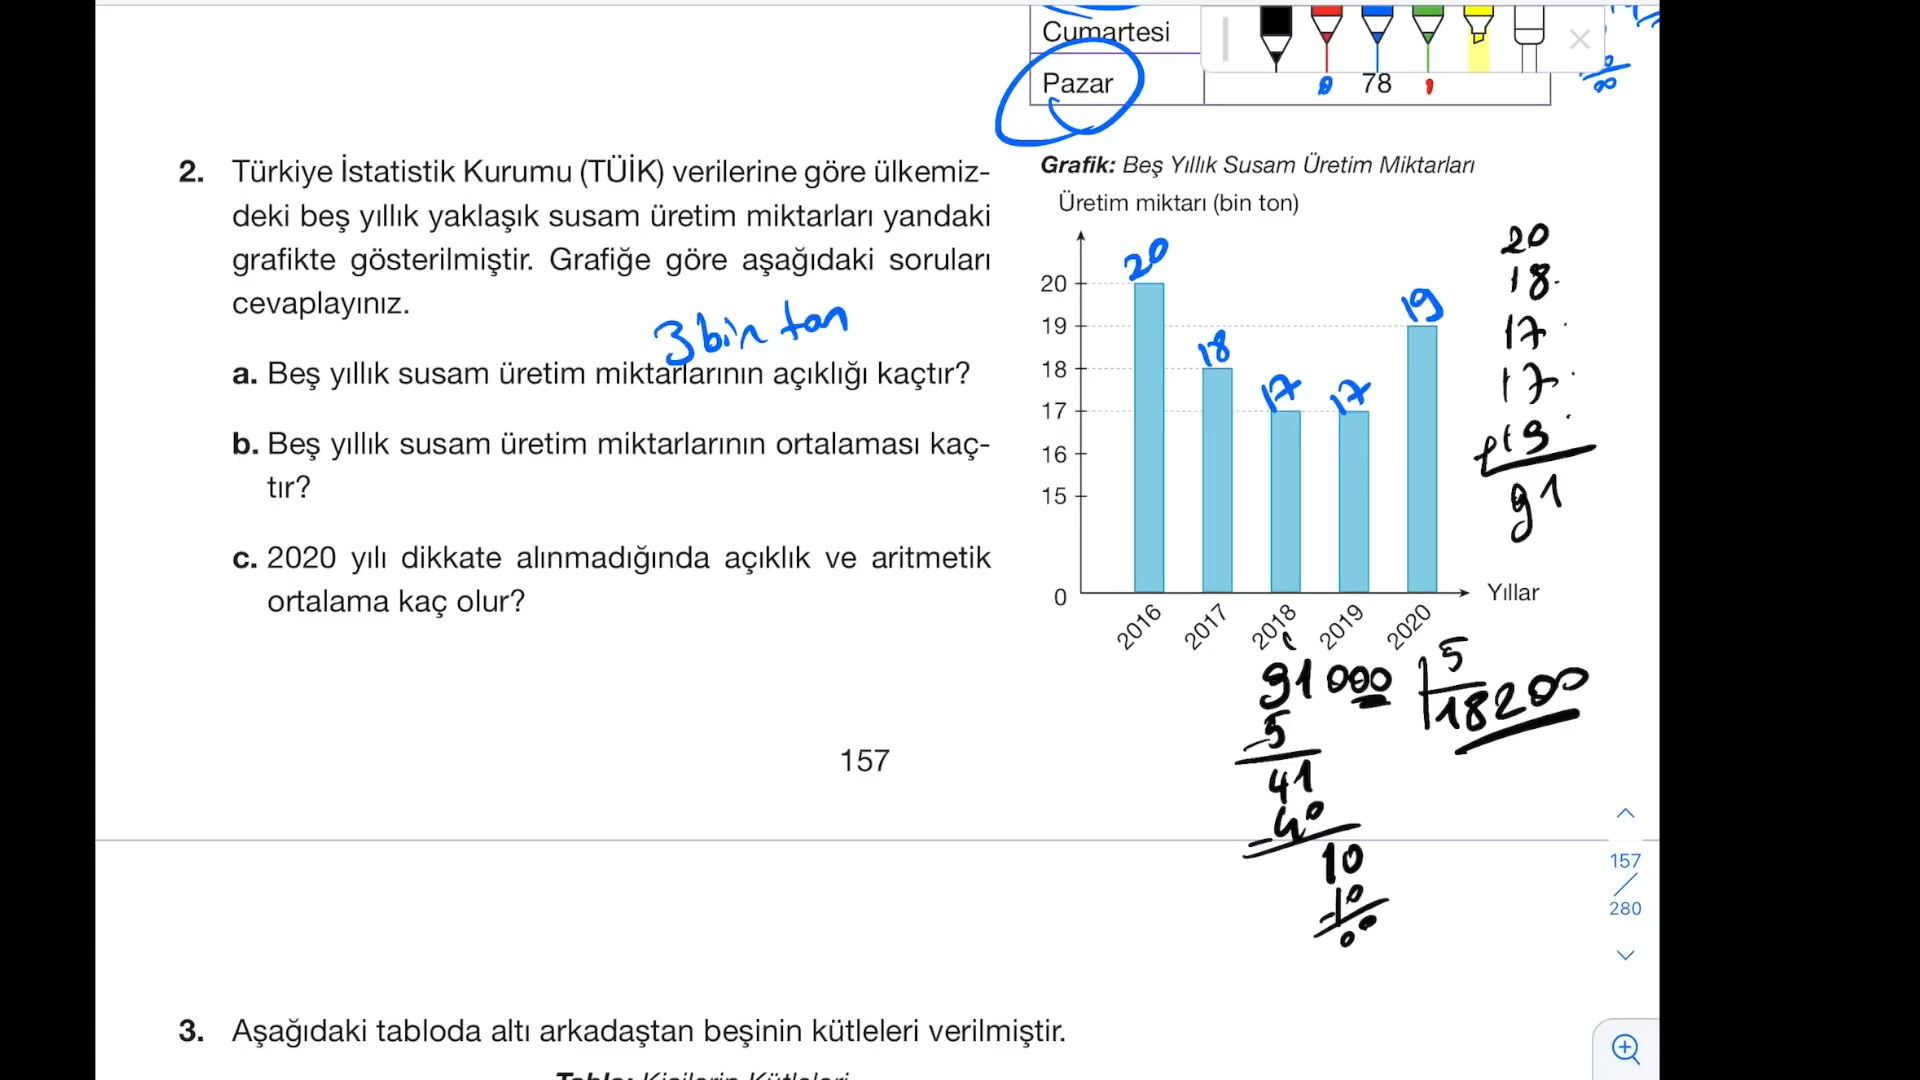 Cumartesi
Pazar 78
2. Türkiye İstatistik Kurumu (TÜİK) verilerine göre ülkemiz-
deki beş yıllık yaklaşık susam üretim miktarları yandaki
grafikte gösterilmiştir. Grafiğe göre aşağıdaki soruları
cevaplayınız.
3 bin ton
a. Beş yıllık susam üretim miktarlarının açıklığı kaçtır?
b. Beş yıllık susam üretim miktarlarının ortalaması kaç-
tır?
c. 2020 yılı dikkate alınmadığında açıklık ve aritmetik
ortalama kaç olur?
Grafik: Beş Yıllık Susam Üretim Miktarları
Üretim miktarı (bin ton)
20
19
18
17
16
15
0
20
18
17
17
19
2016
2017
2018
2019
2020
Yıllar
20
18
17
17
+19
91
91000 5
18200
-5
41
-40
10
-10
00
157
157
280
3. Aşağıdaki tabloda altı arkadaştan beşinin kütleleri verilmiştir.
Tablo: Kişilerin Kütleleri